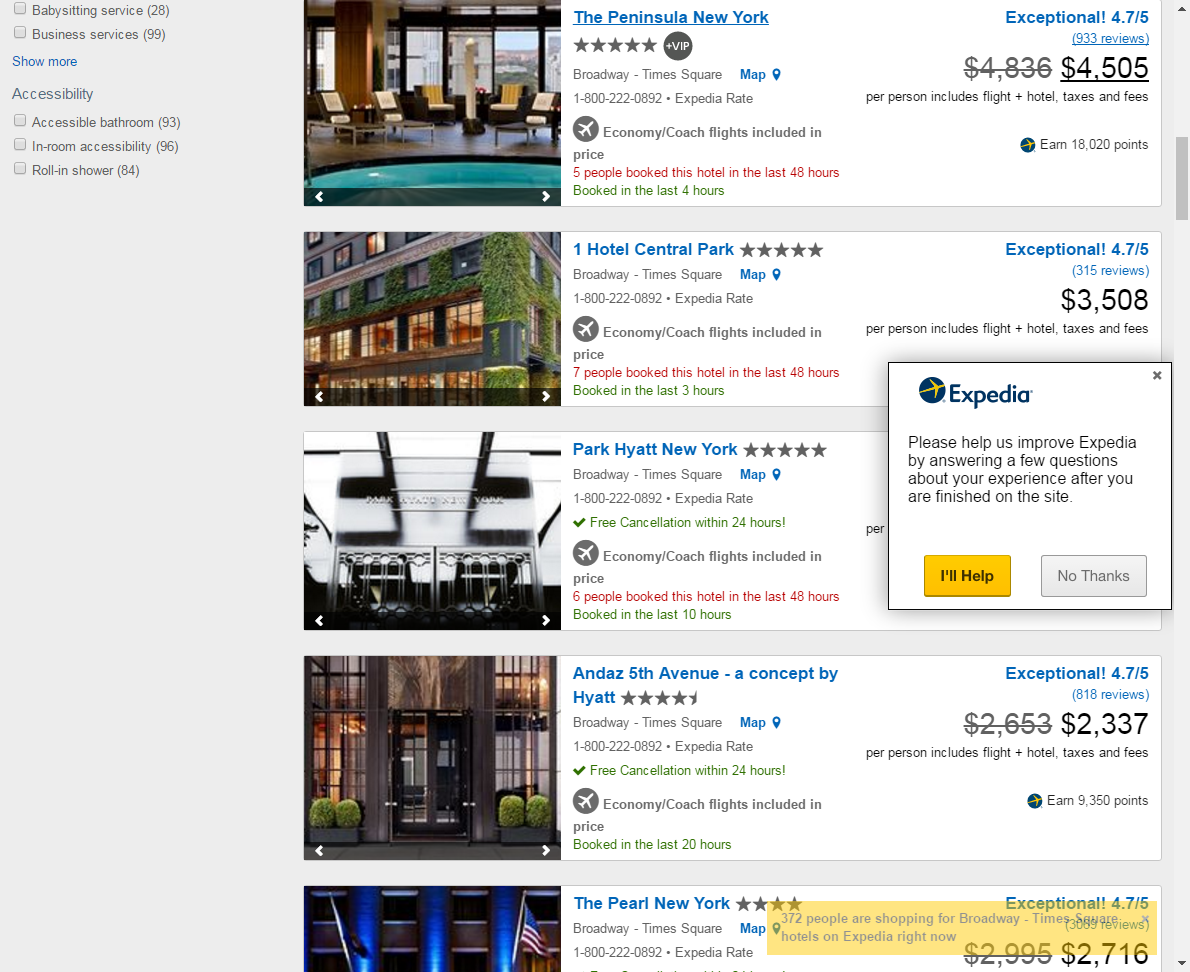 Babysitting service (28)
Business services (99)
Show more
Accessibility
Accessible bathroom (93)
In-room accessibility (96)
Roll-in shower (84)
The Peninsula New York
+VIP
Broadway - Times Square Map
1-800-222-0892 • Expedia Rate
Economy/Coach flights included in
price
5 people booked this hotel in the last 48 hours
Booked in the last 4 hours
Exceptional! 4.7/5
(933 reviews)
$4,836 $4,505
per person includes flight + hotel, taxes and fees
Earn 18,020 points
1 Hotel Central Park
Broadway - Times Square Map
1-800-222-0892 • Expedia Rate
Economy/Coach flights included in
price
7 people booked this hotel in the last 48 hours
Booked in the last 3 hours
Exceptional! 4.7/5
(315 reviews)
$3,508
per person includes flight + hotel, taxes and fees
PARK HYATT NEW YORK
Park Hyatt New York
Broadway - Times Square Map
1-800-222-0892 • Expedia Rate
Free Cancellation within 24 hours!
Economy/Coach flights included in
price
6 people booked this hotel in the last 48 hours
Booked in the last 10 hours
per
Expedia
Please help us improve Expedia
by answering a few questions
about your experience after you
are finished on the site.
I'll Help
No Thanks
Andaz 5th Avenue - a concept by
Hyatt
Broadway - Times Square Map
1-800-222-0892 • Expedia Rate
Free Cancellation within 24 hours!
Economy/Coach flights included in
price
Booked in the last 20 hours
Exceptional! 4.7/5
(818 reviews)
$2,653 $2,337
per person includes flight + hotel, taxes and fees
Earn 9,350 points
The Pearl New York
Broadway - Times Square Map
1-800-222-0892 • Expedia Rate
Exceptional! 4.7/5
reviews)
$2,995 $2,716
372 people are shopping for Broadway - Times Square
hotels on Expedia right now